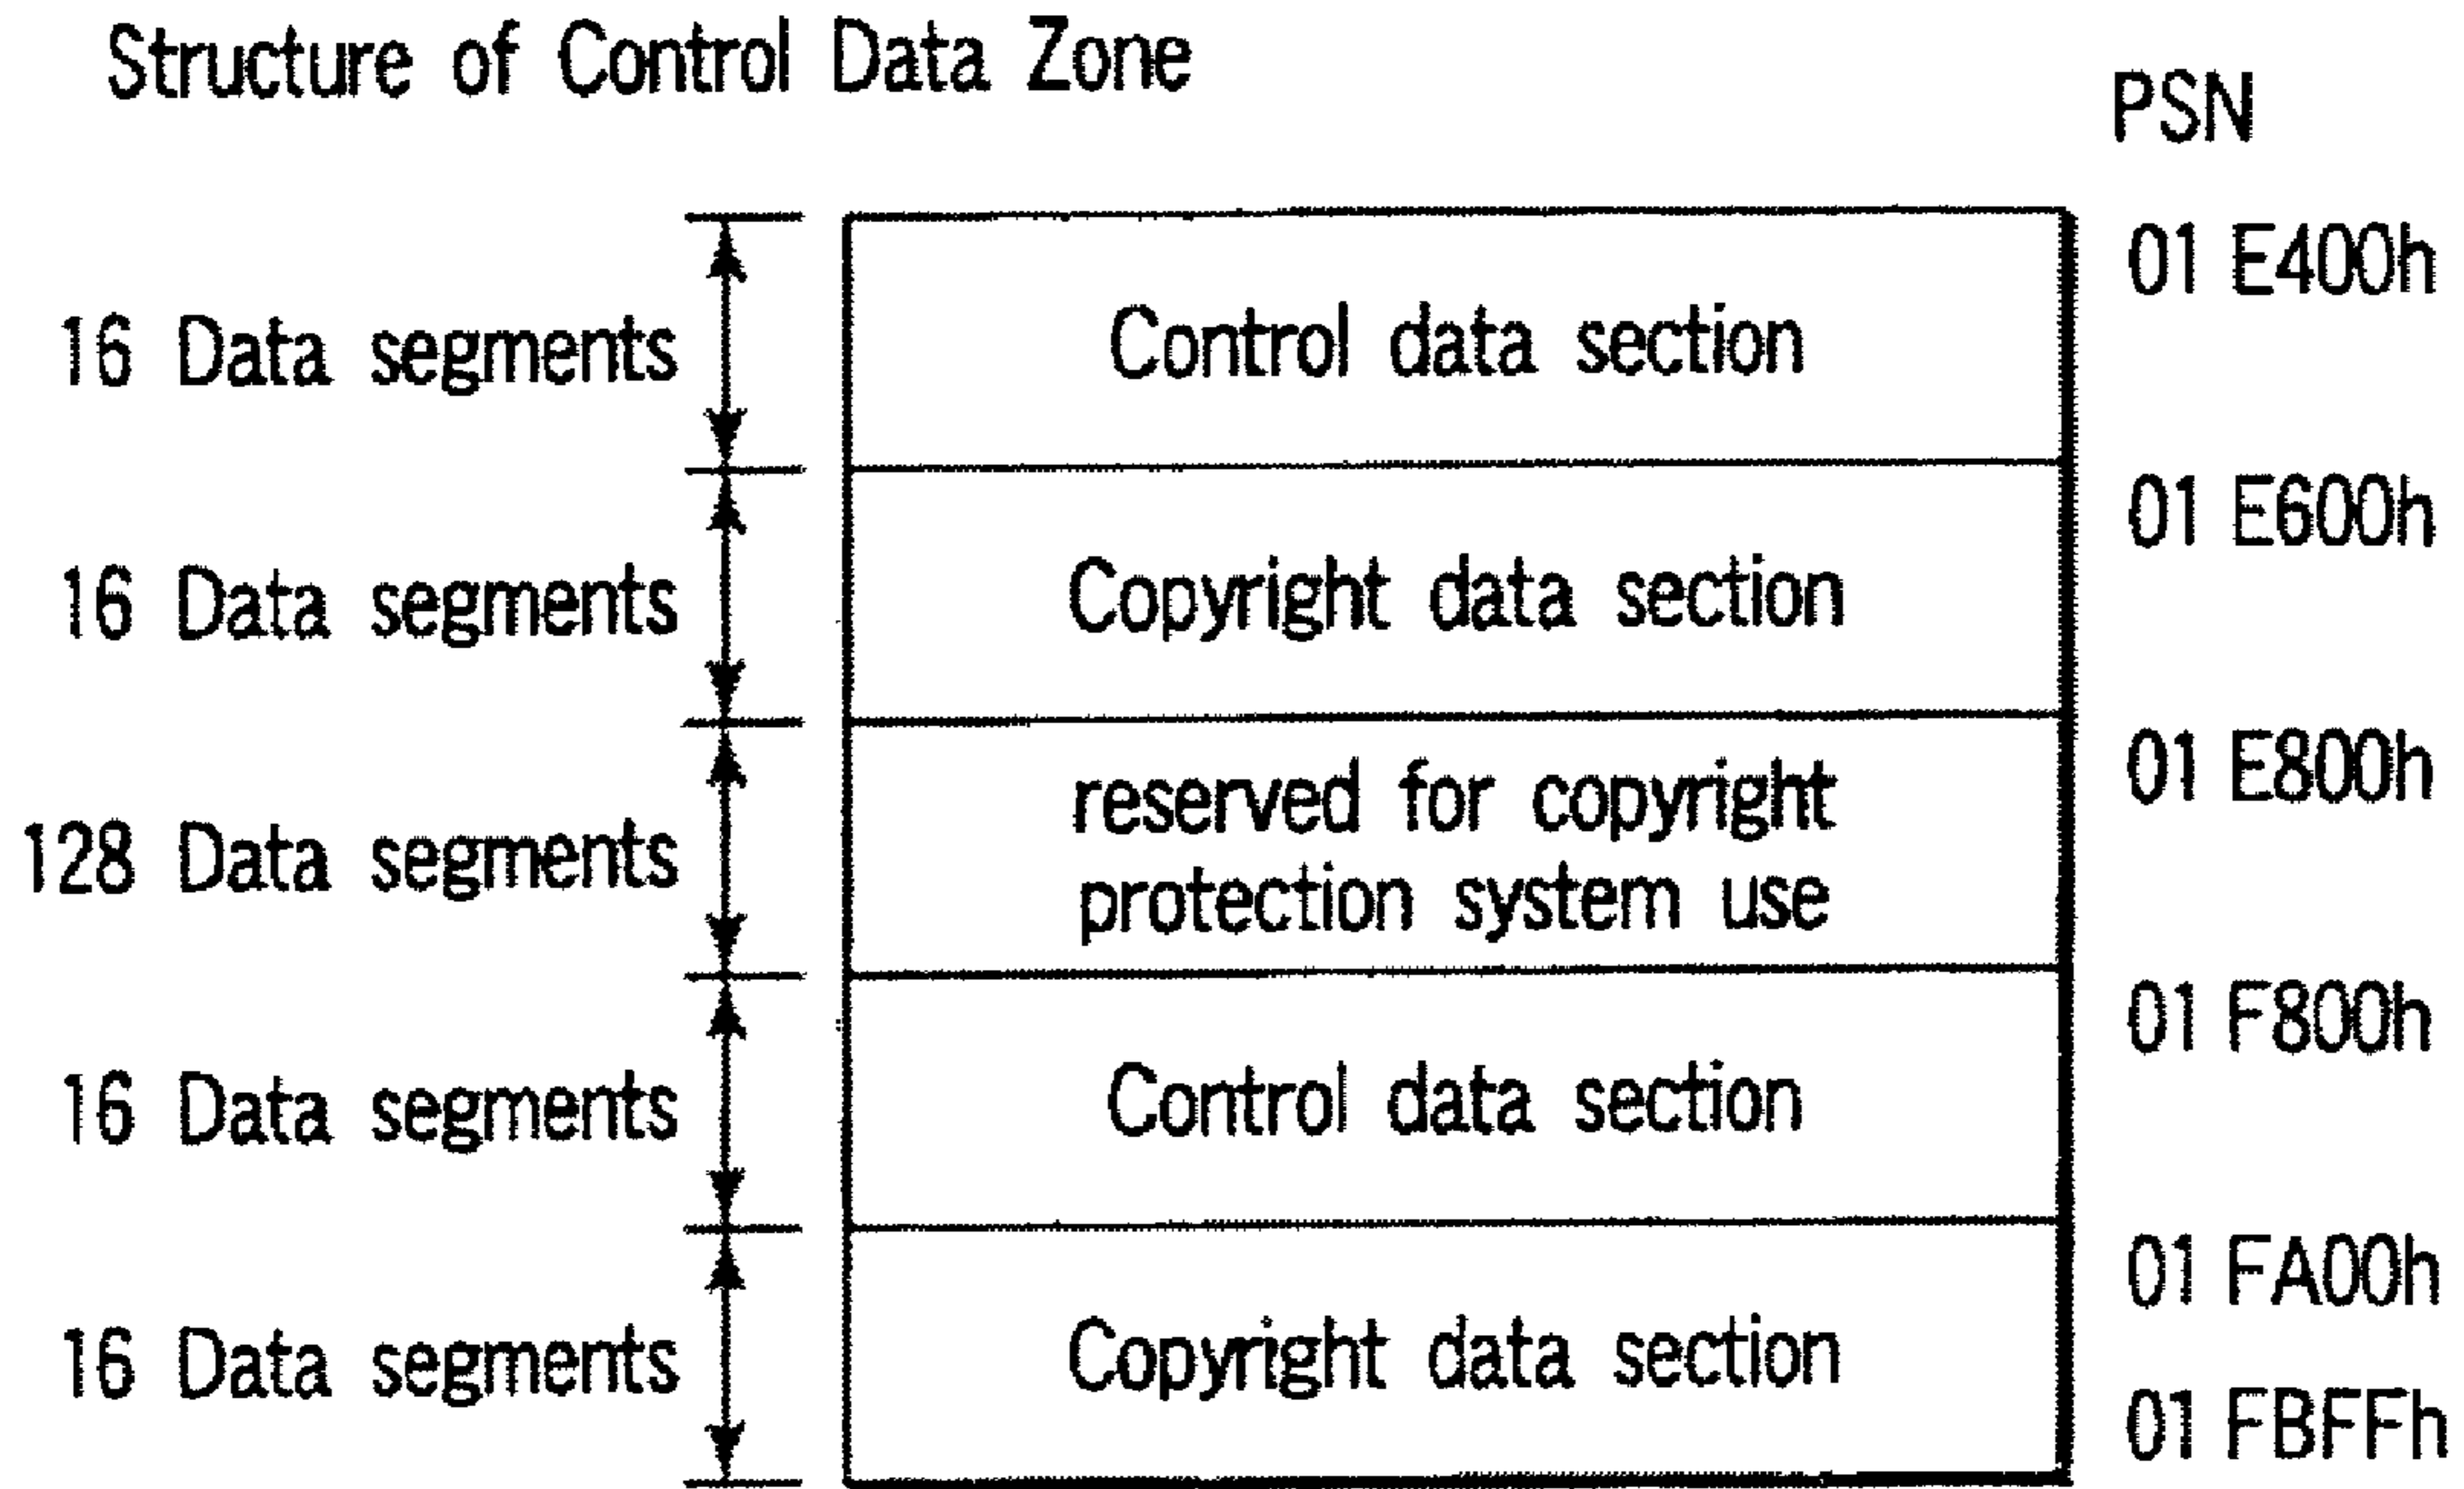 Structure of Control Data Zone
PSN
01 E400h
16 Data segments
Control data section
01 E600h
16 Data segments
Copyright data section
01 E800h
reserved for copyright
128 Data segments
protection system use
01 F800h
16 Data segments
Control data section
01 FA00h
16 Data segments
Copyright data section
01 FBFFh